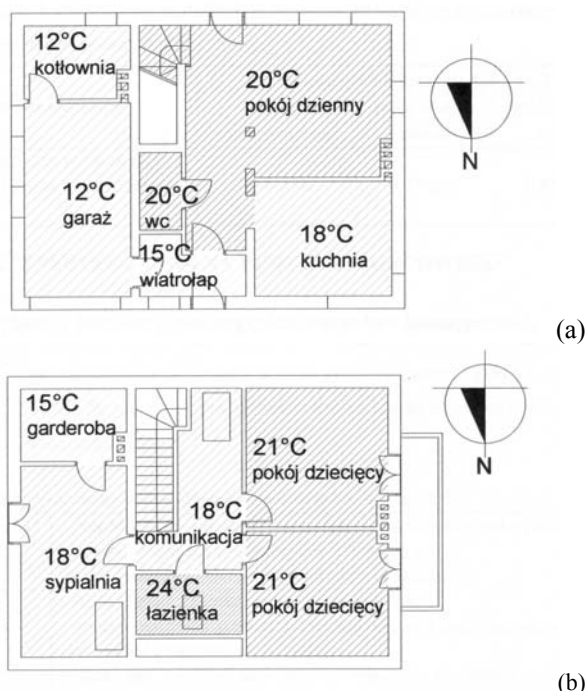 12°C
kotłownia
20°C
pokój dzienny
N
12°C
garaż
20°C
wc
15°C
wiatrołap
18°C
kuchnia
(a)
15°C
garderoba
21°C
pokój dziecięcy
N
18°C
komunikacja
18°C
sypialnia
24°C
łazienka
21°C
pokój dziecięcy
(b)